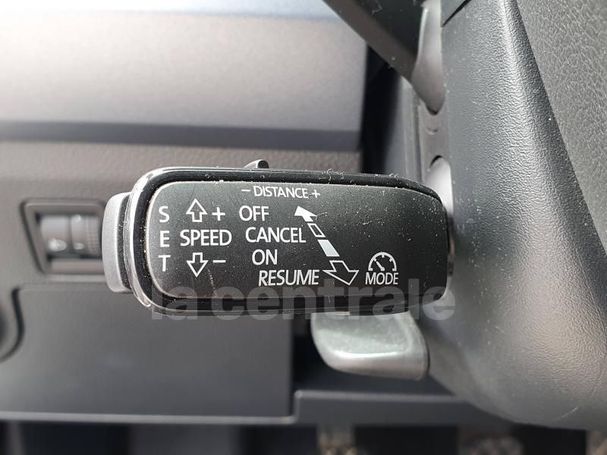 - DISTANCE +
S + OFF
E SPEED CANCEL
T - ON
RESUME MODE
la centrale